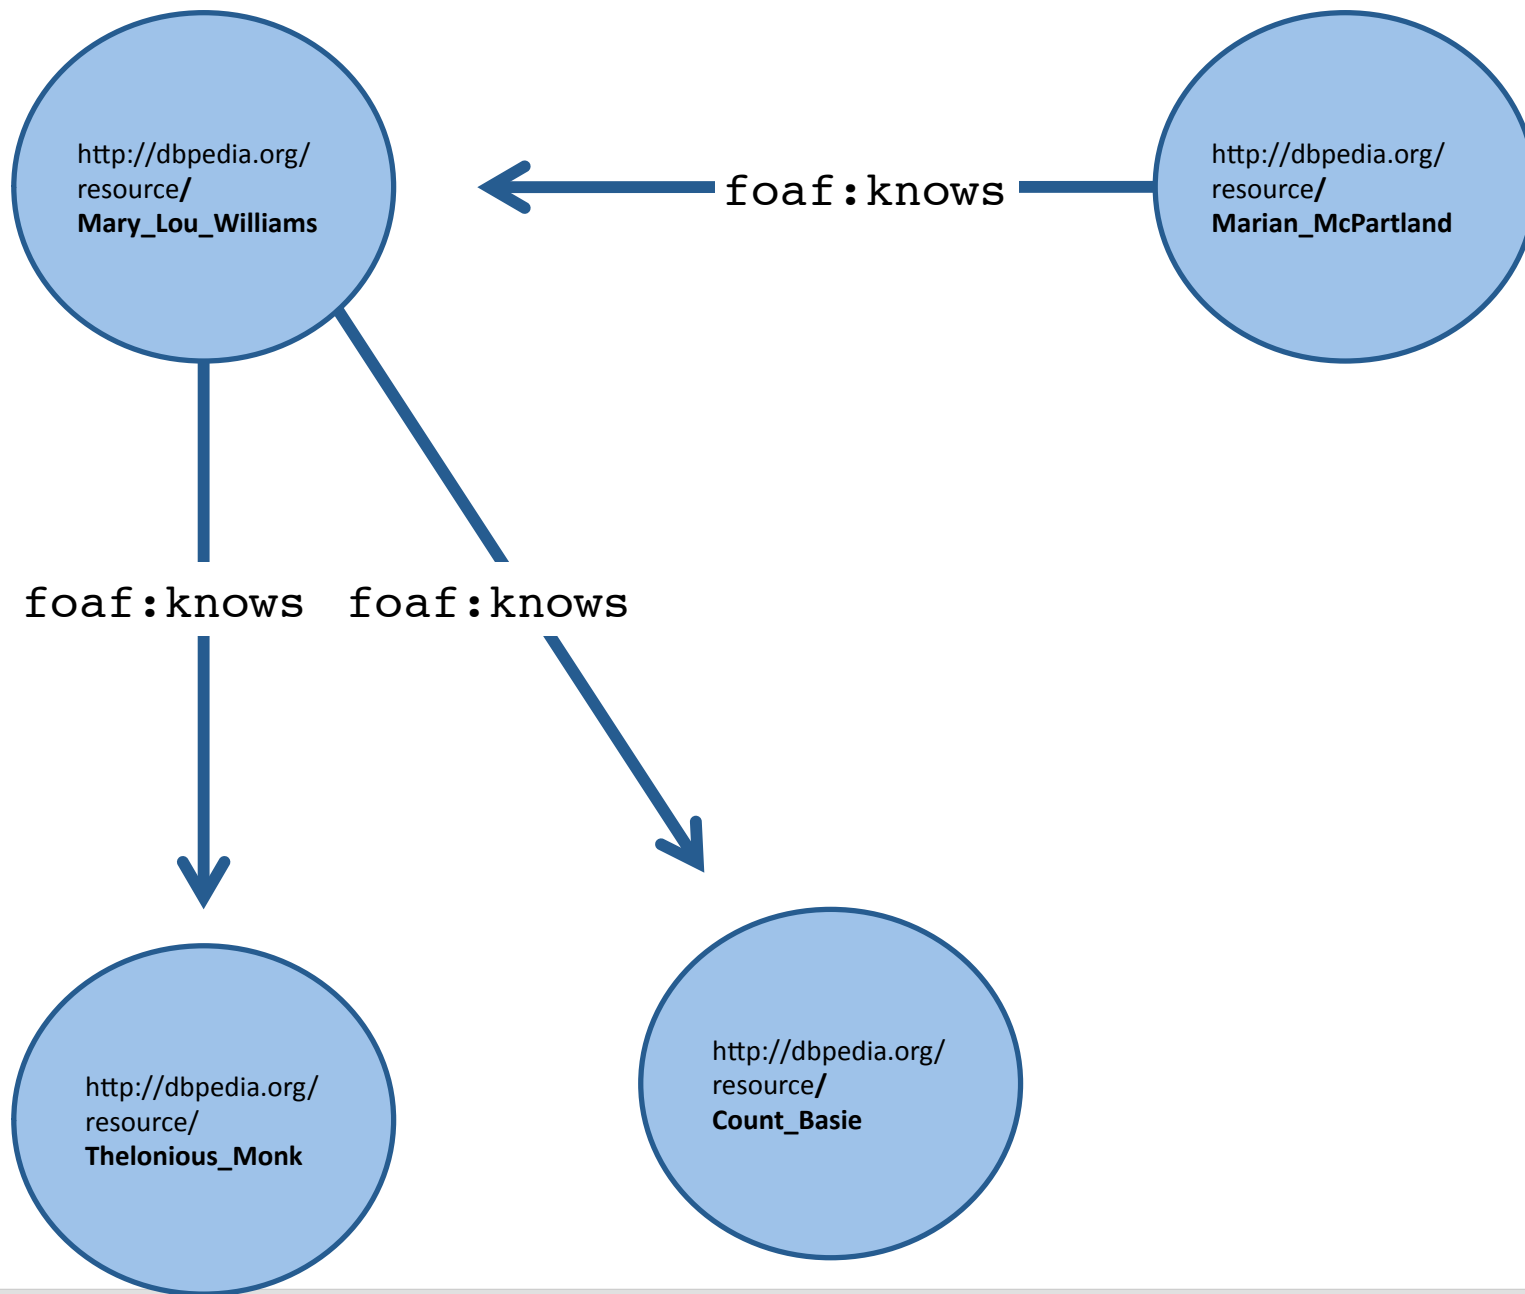 http://dbpedia.org/
resource/
Mary_Lou_Williams
foaf:knows
http://dbpedia.org/
resource/
Marian_McPartland
foaf:knows
foaf:knows
http://dbpedia.org/
resource/
Thelonious_Monk
http://dbpedia.org/
resource/
Count_Basie